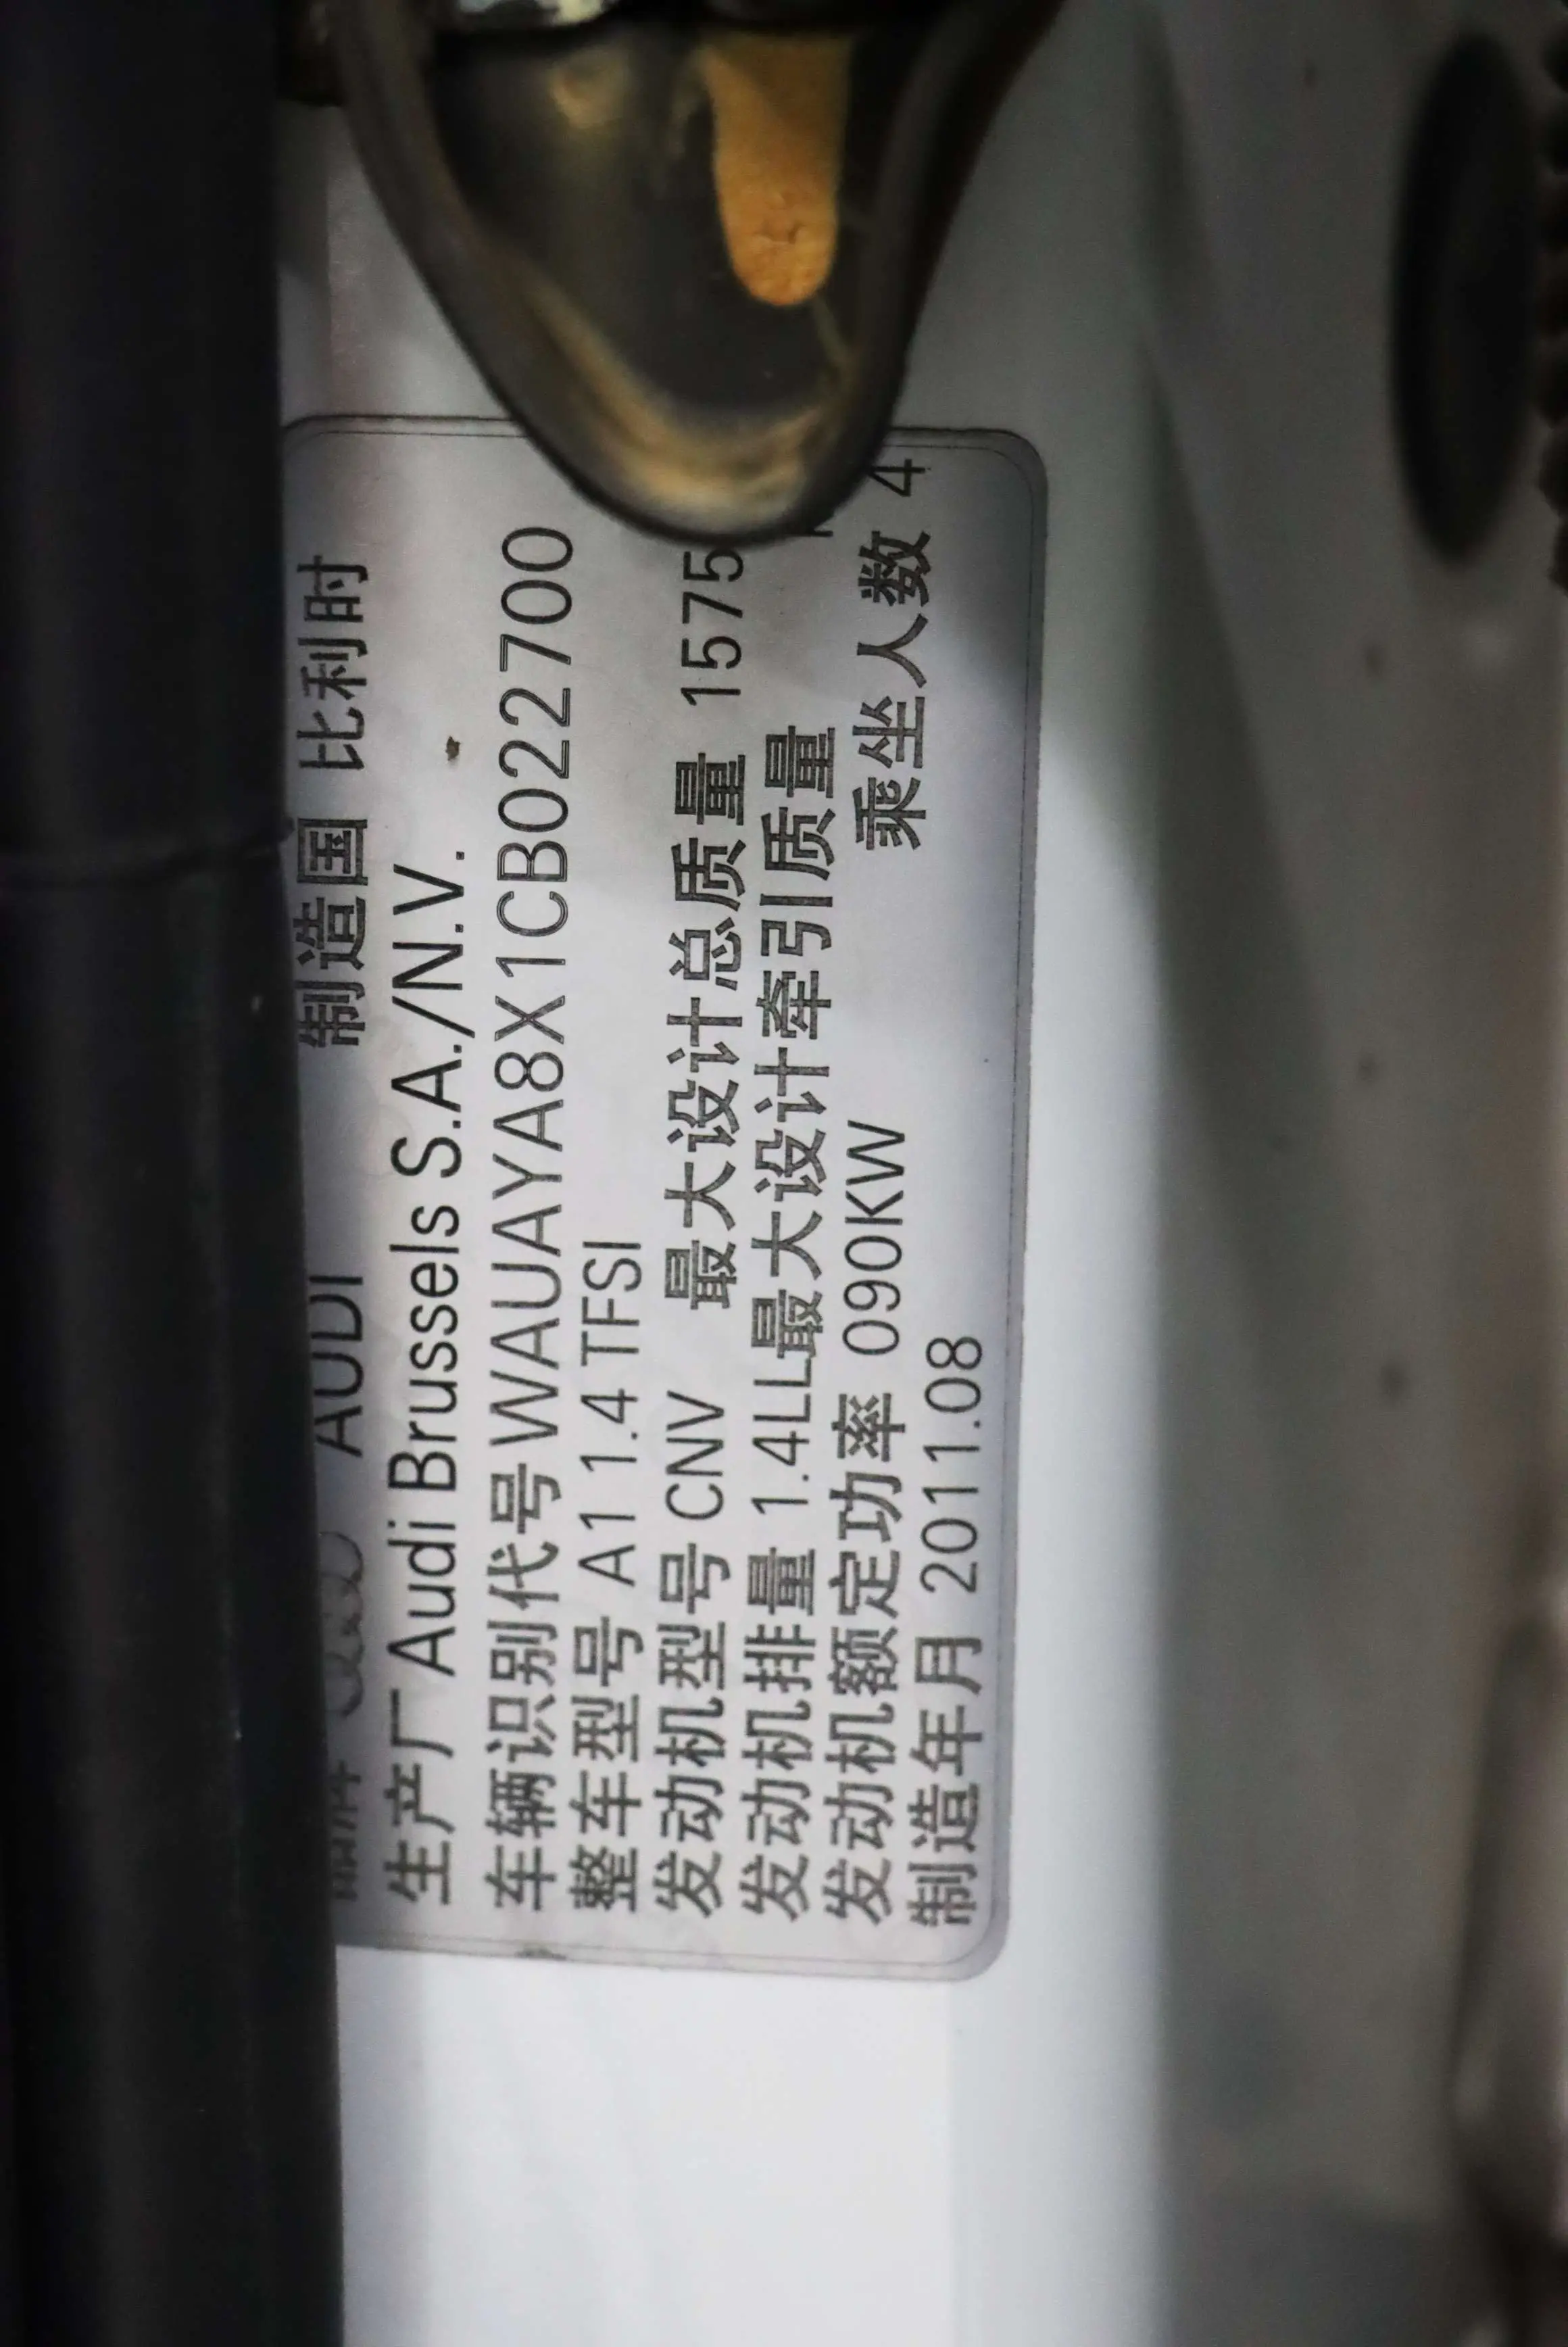 品牌 AUDI 制造国 比利时
生产厂 Audi Brussels S.A./N.V.
车辆识别代号 WAUAYA8X1CB022700
整车型号 A1 1.4 TFSI
发动机型号 CNV 最大设计总质量 1575
发动机排量 1.4LL最大设计牵引质量
发动机额定功率 090KW 乘坐人数 4
制造年月 2011.08